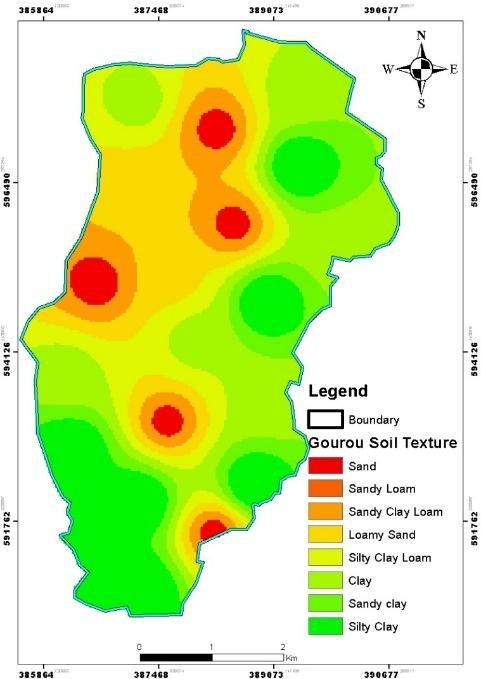 385864 387468 389073 390677
N
W E
S
596490 596490
594126 594126
Legend
Boundary
Gourou Soil Texture
Sand
Sandy Loam
Sandy Clay Loam
Loamy Sand
Silty Clay Loam
Clay
Sandy clay
Silty Clay
591762 591762
0 1 2
Km
385864 387468 389073 390677